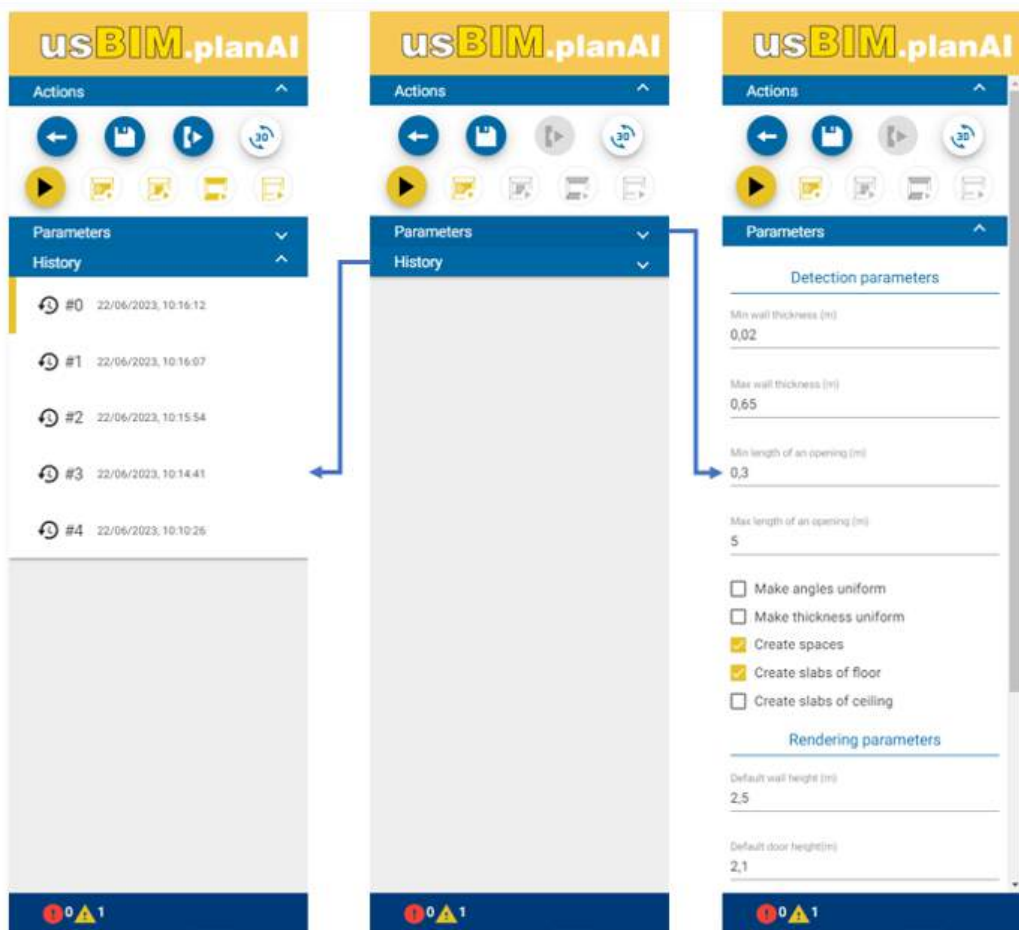 usBIM.planAI
Actions
30
Parameters
History
#0 22/06/2023, 10:16:12
#1 22/06/2023, 10:16:07
#2 22/06/2023, 10:15:54
#3 22/06/2023, 10:14:41
#4 22/06/2023, 10:10:26
0 1
usBIM.planAI
Actions
30
Parameters
History
0 1
usBIM.planAI
Actions
30
Parameters
Detection parameters
Min wall thickness (m)
0,02
Max wall thickness (m)
0,65
Min length of an opening (m)
0,3
Max length of an opening (m)
5
Make angles uniform
Make thickness uniform
Create spaces
Create slabs of floor
Create slabs of ceiling
Rendering parameters
Default wall height (m)
2,5
Default door height(m)
2,1
0 1